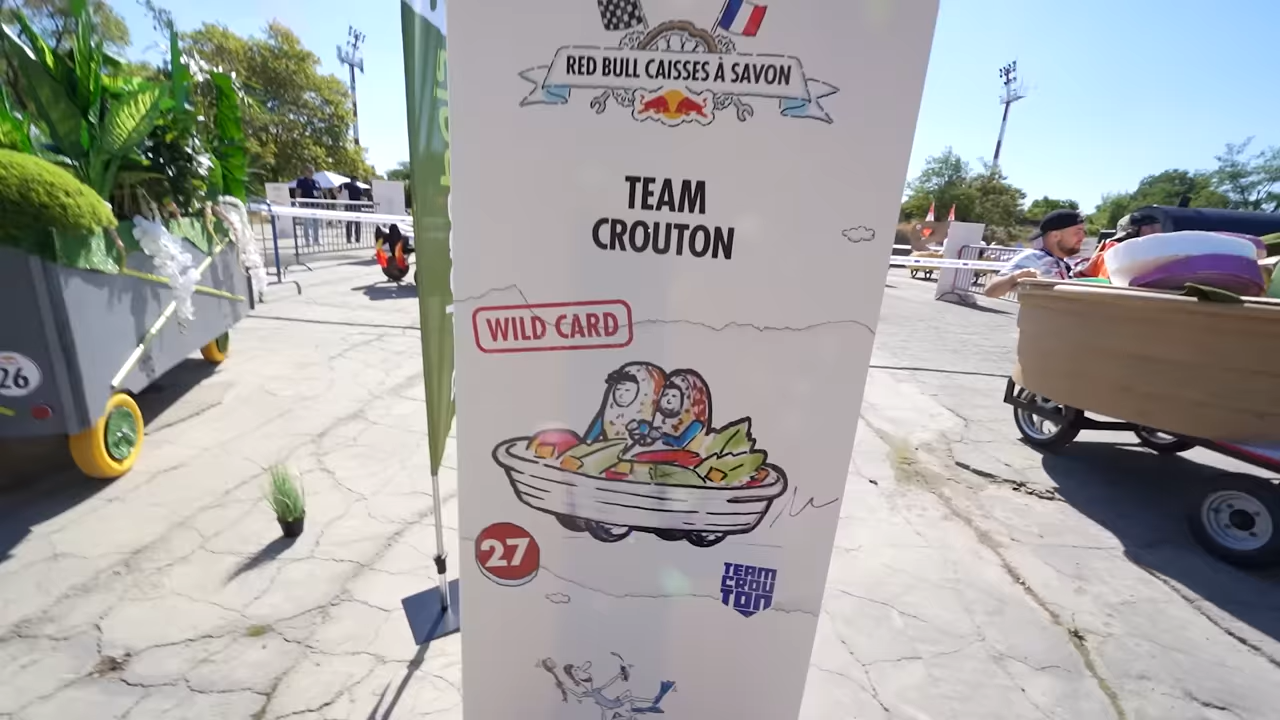 RED BULL CAISSES À SAVON
TEAM
CROUTON
WILD CARD
27
TEAM
CROU
TON
26